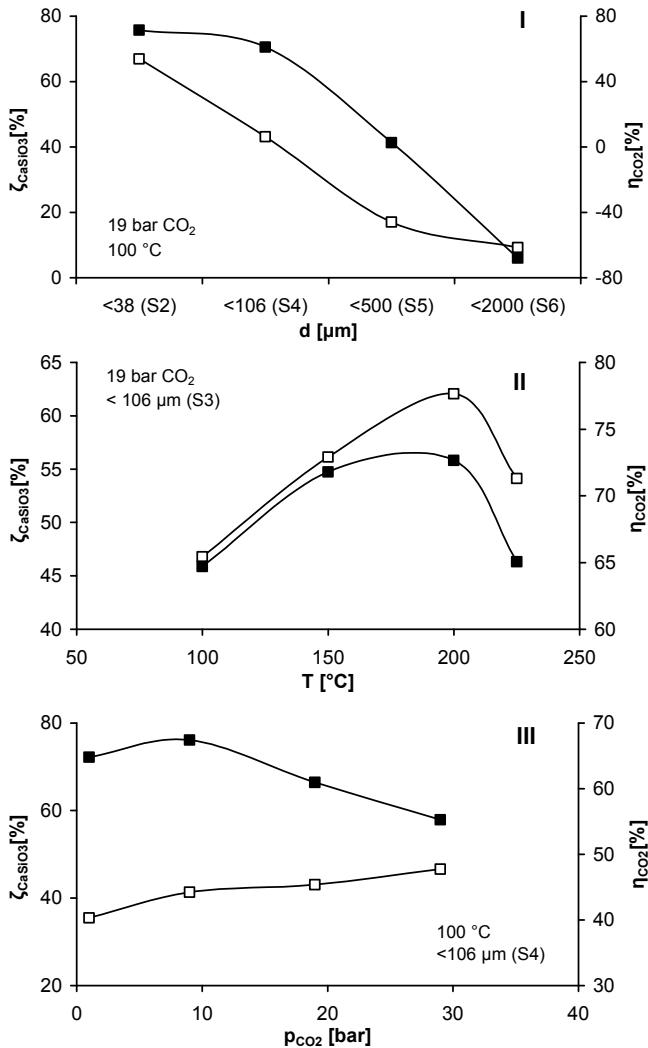 80
60
40
20
0
80
40
0
-40
-80
ζCaSiO3[%]
ηCO2[%]
I
19 bar CO2
100 °C
<38 (S2)
<106 (S4)
<500 (S5)
<2000 (S6)
d [µm]
65
60
55
50
45
40
80
75
70
65
60
ζCaSiO3[%]
ηCO2[%]
19 bar CO2
< 106 µm (S3)
II
50
100
150
200
250
T [°C]
80
60
40
20
70
60
50
40
30
ζCaSiO3[%]
ηCO2[%]
III
100 °C
<106 µm (S4)
0
10
20
30
40
pCO2 [bar]